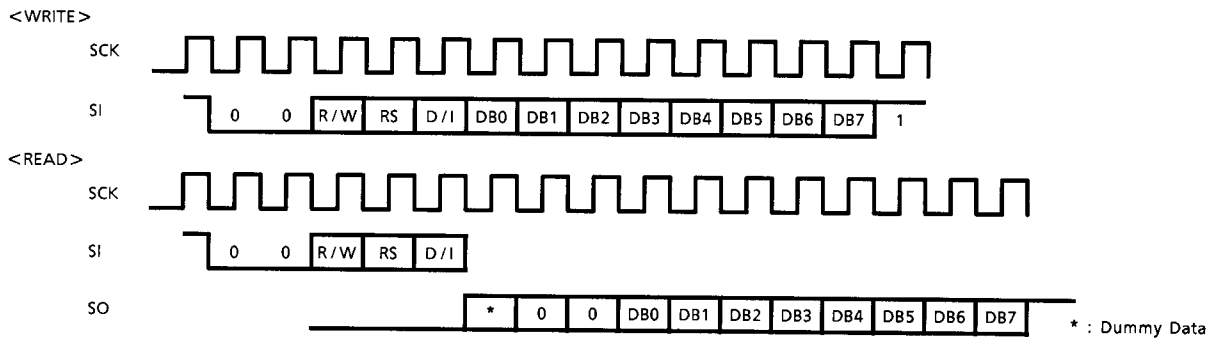 <WRITE>
SCK
SI 0 0 R/W RS D/I DB0 DB1 DB2 DB3 DB4 DB5 DB6 DB7 1
<READ>
SCK
SI 0 0 R/W RS D/I
SO * 0 0 DB0 DB1 DB2 DB3 DB4 DB5 DB6 DB7
* : Dummy Data